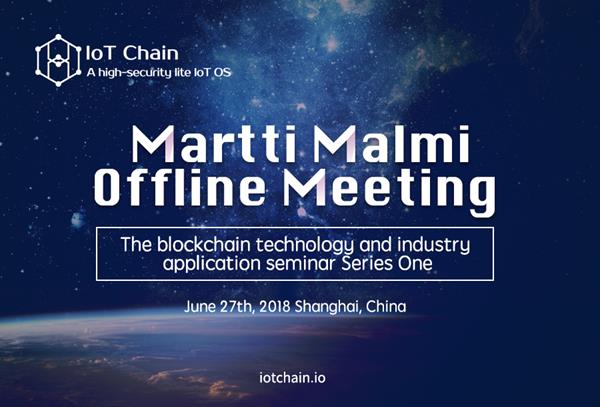 IoT Chain
A high-security lite IoT OS
Martti Malmi
Offline Meeting
The blockchain technology and industry
application seminar Series One
June 27th, 2018 Shanghai, China
iotchain.io